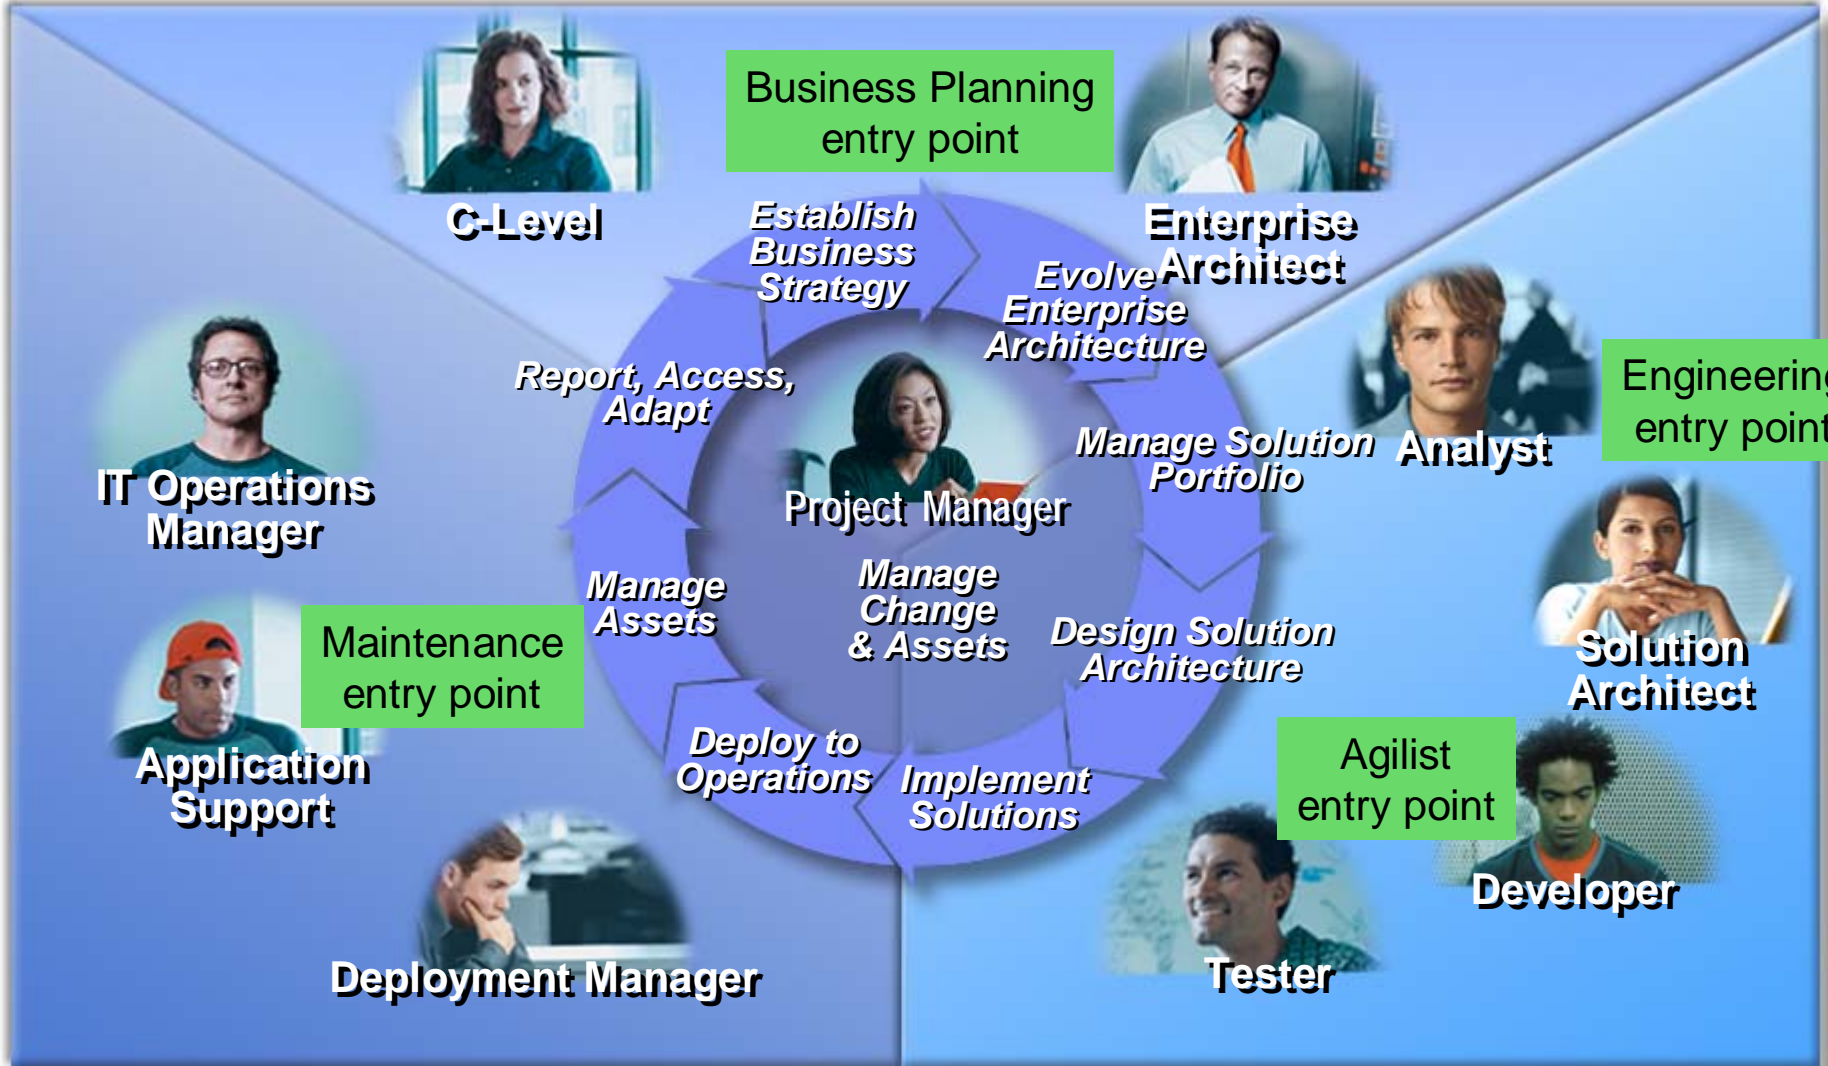 Business Planning
entry point
C-Level
Enterprise
Architect
Establish
Business
Strategy
Evolve
Enterprise
Architecture
Report, Access,
Adapt
Engineering
entry point
Manage Solution
Portfolio
Analyst
IT Operations
Manager
Project Manager
Manage
Assets
Manage
Change
& Assets
Design Solution
Architecture
Solution
Architect
Maintenance
entry point
Application
Support
Deploy to
Operations
Implement
Solutions
Agilist
entry point
Developer
Deployment Manager
Tester